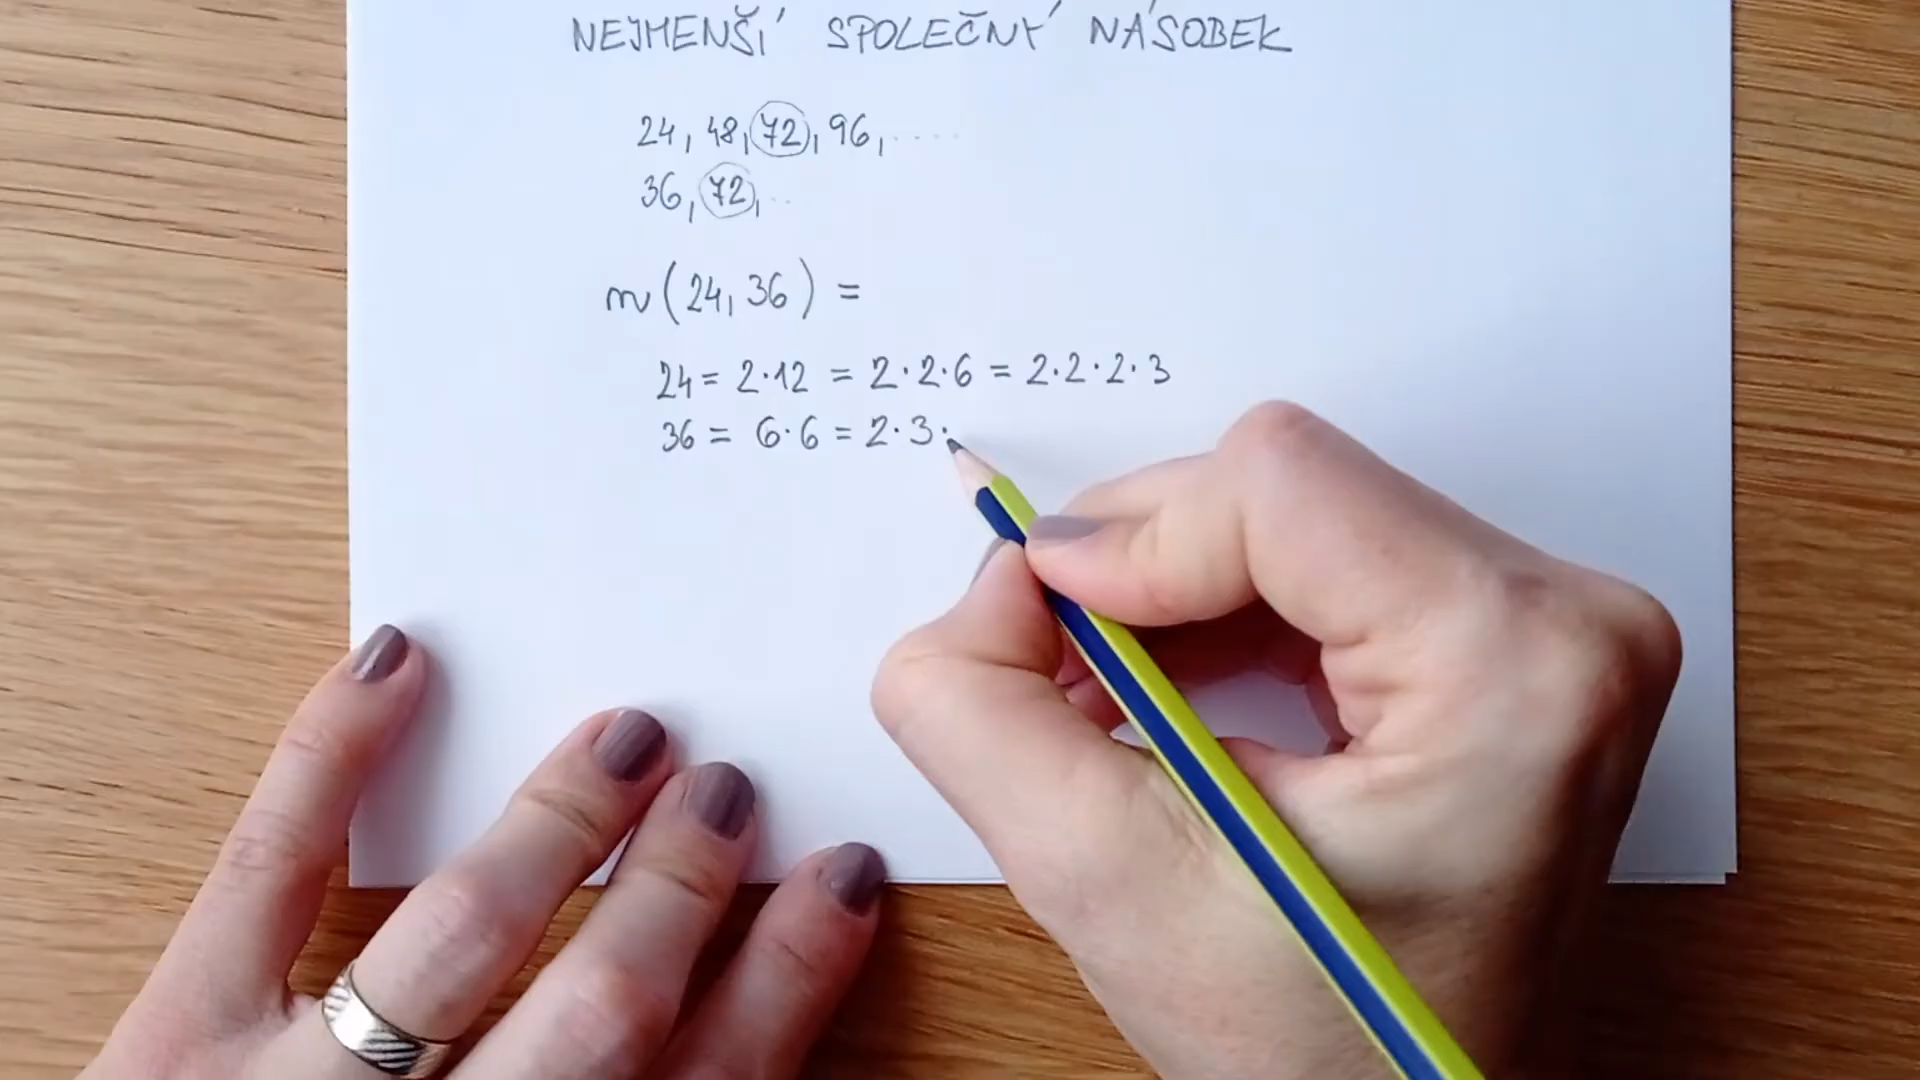 NEJMENŠÍ SPOLEČNÝ NÁSOBEK
24, 48, 72, 96, .....
36, 72, ..
n (24, 36) =
24 = 2·12 = 2·2·6 = 2·2·2·3
36 = 6·6 = 2·3·